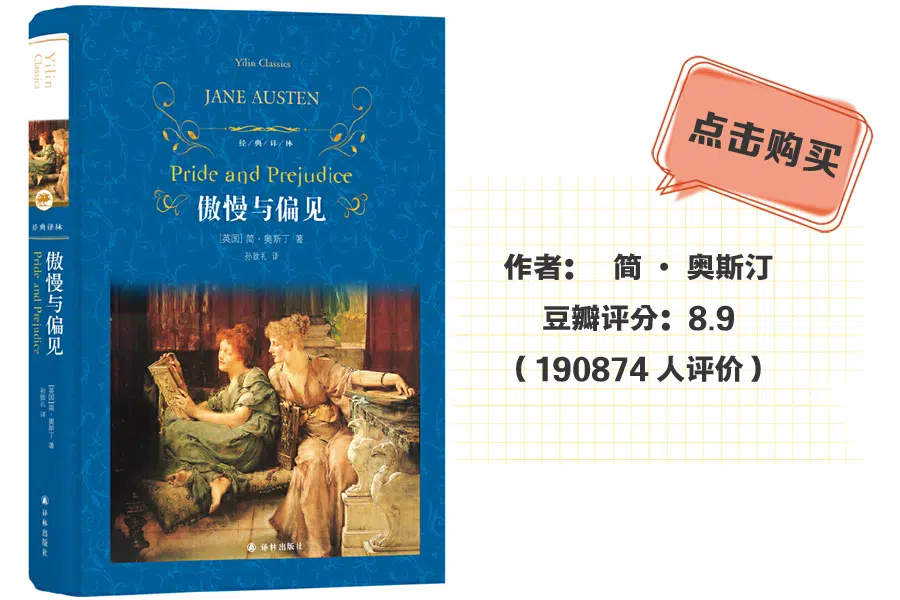 Yilin Classics
JANE AUSTEN
经/典/译/林
Pride and Prejudice
傲慢与偏见
[英国] 简·奥斯丁 著
孙致礼 译
译林出版社
Yilin
Classics
经典译林
傲慢与偏见
Pride and Prejudice
[英国] 简·奥斯丁 著
孙致礼 译
译林出版社
点击购买
作者： 简 · 奥斯汀
豆瓣评分：8.9
（190874 人评价）